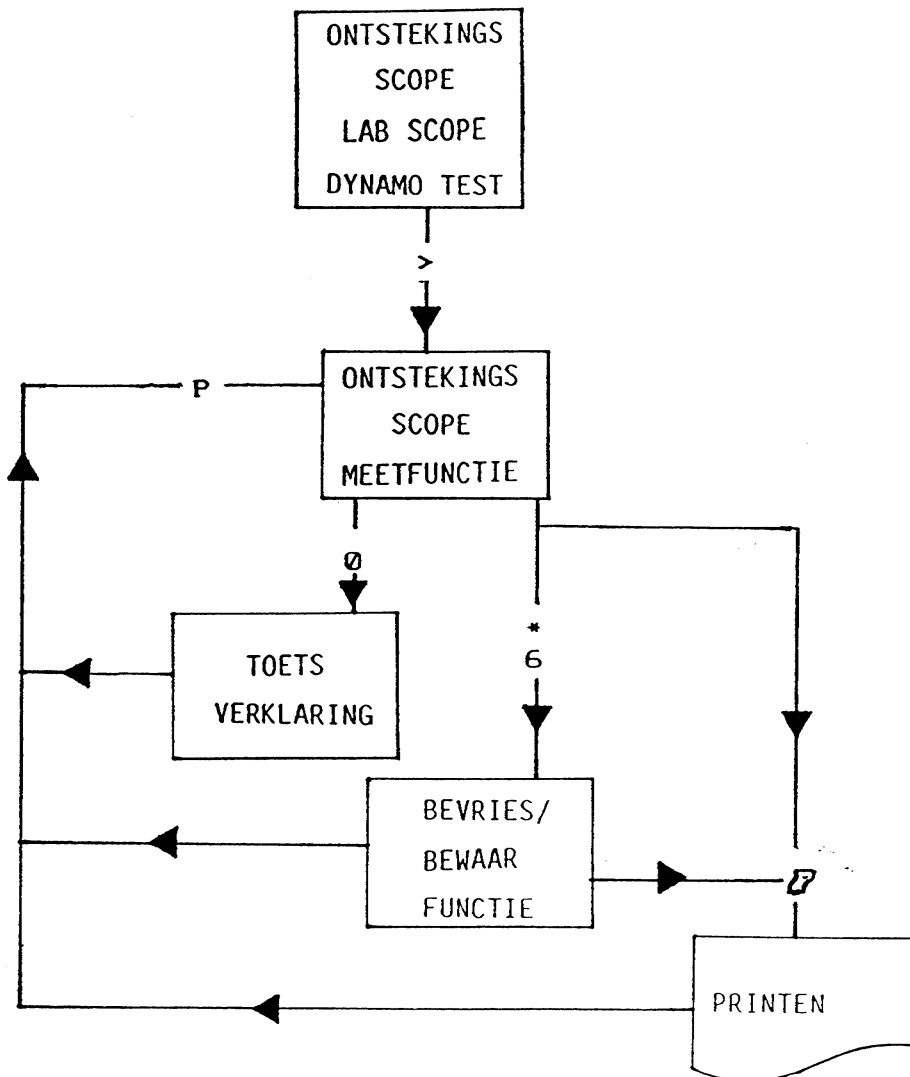 ONTSTEKINGS
SCOPE
LAB SCOPE
DYNAMO TEST
>
P
ONTSTEKINGS
SCOPE
MEETFUNCTIE
Ø
*
6
TOETS
VERKLARING
BEVRIES/
BEWAAR
FUNCTIE
PRINTEN